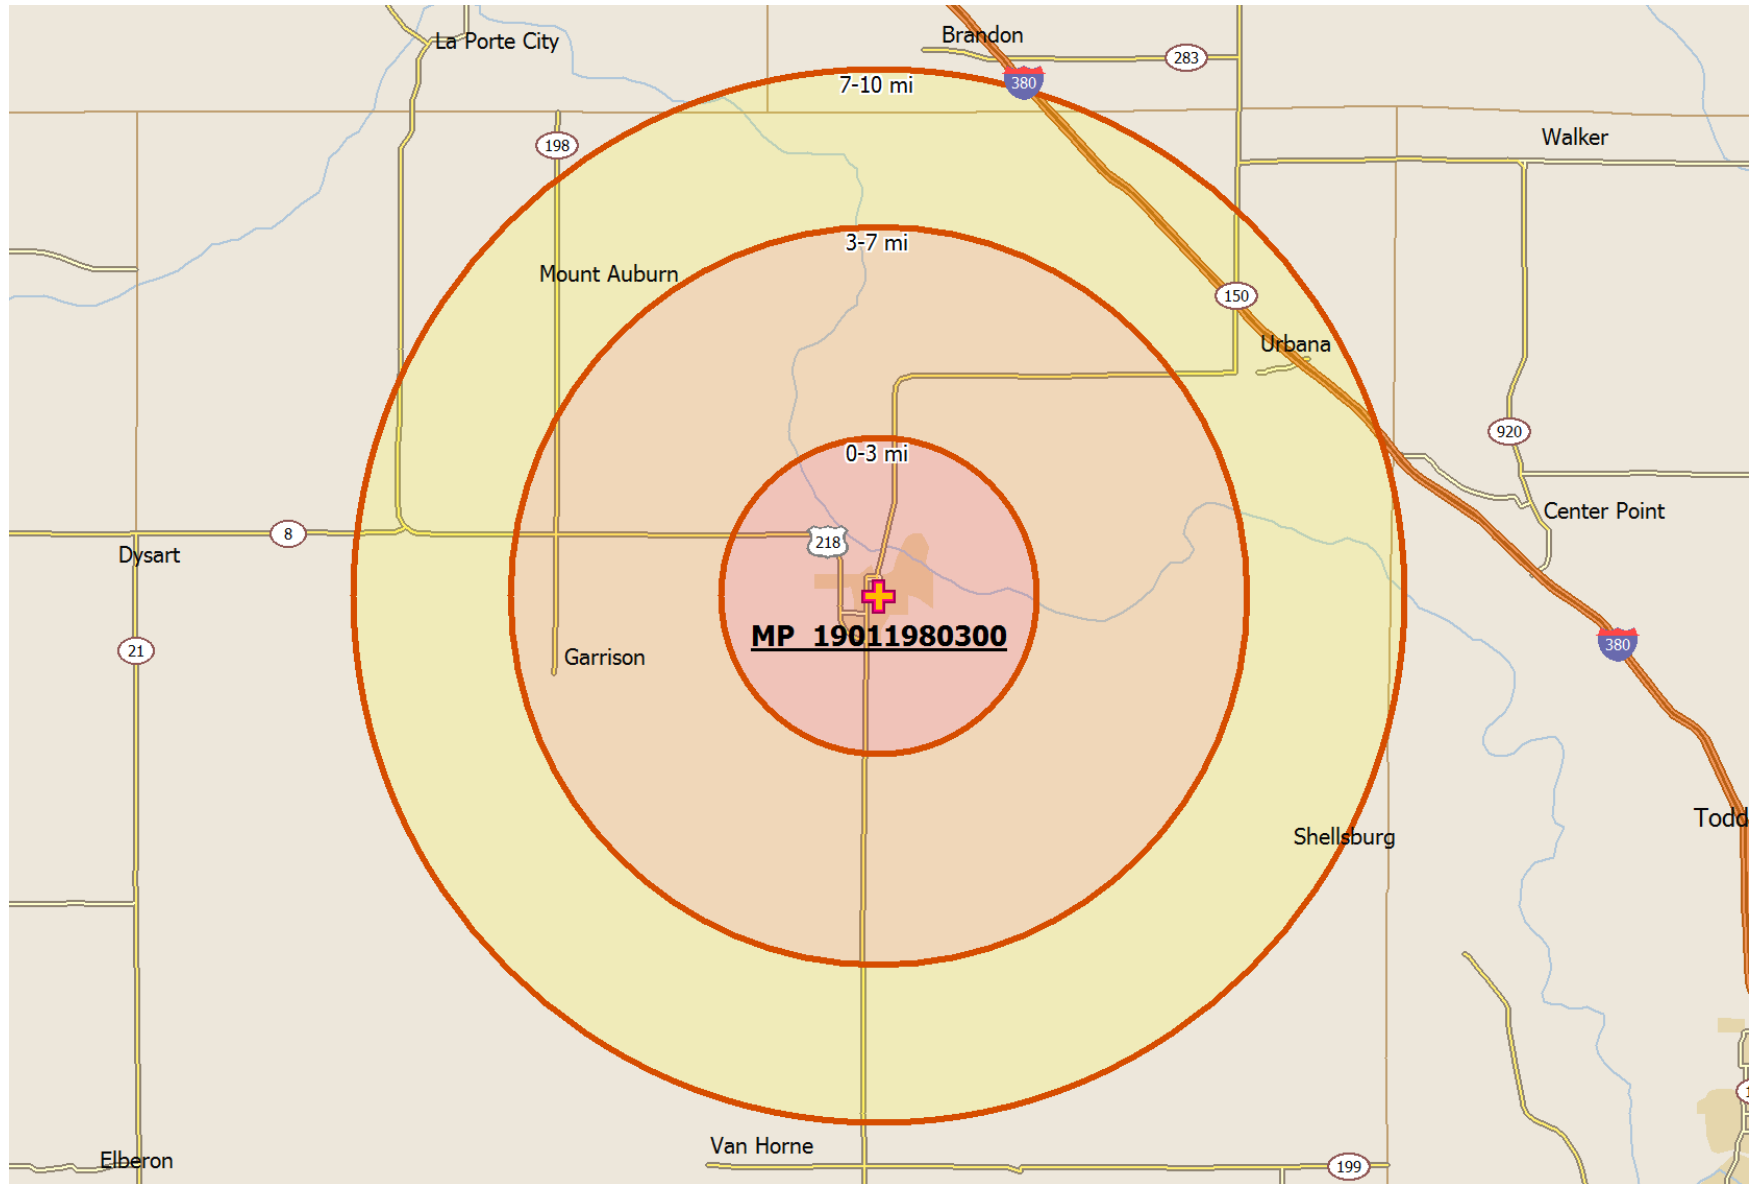 La Porte City
Brandon
283
7-10 mi
380
Walker
198
3-7 mi
Mount Auburn
150
Urbana
920
0-3 mi
Center Point
8
218
Dysart
MP 19011980300
21
Garrison
380
Todd
Shellsburg
Van Horne
Elberon
199